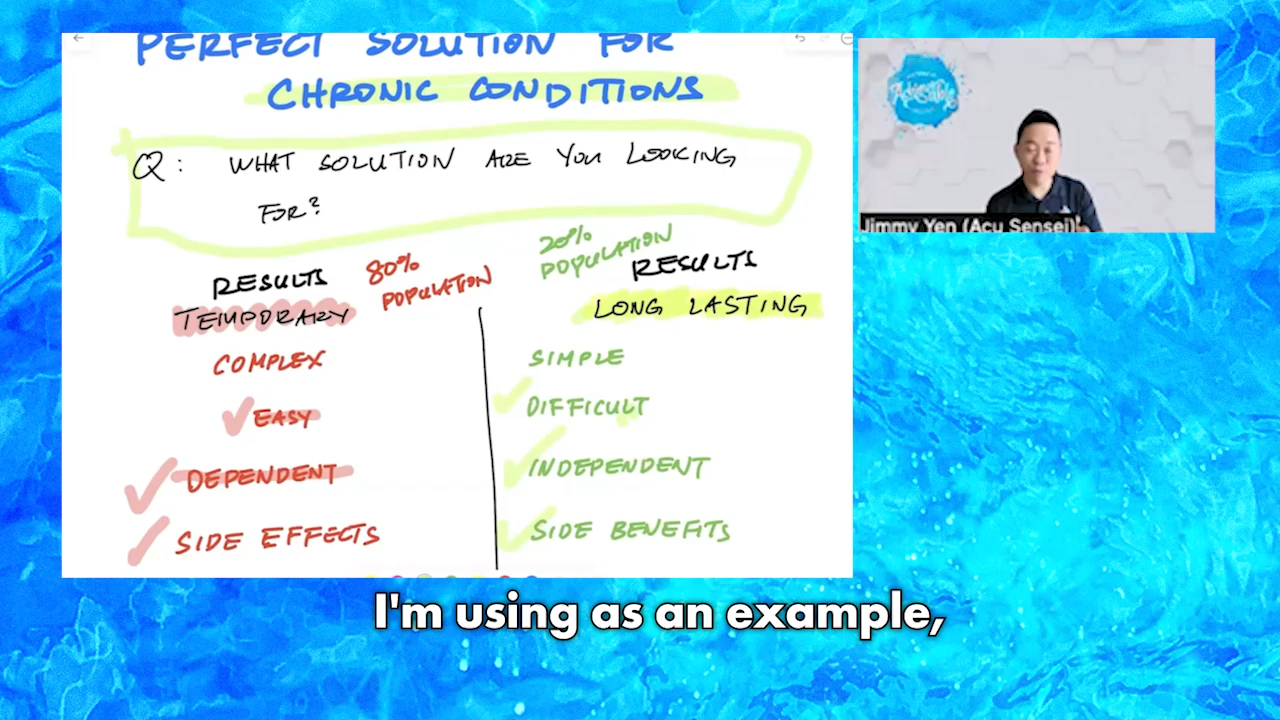 PERFECT SOLUTION FOR
CHRONIC CONDITIONS
Q: WHAT SOLUTION ARE YOU LOOKING
FOR?
RESULTS
TEMPORARY
80%
POPULATION
COMPLEX
EASY
DEPENDENT
SIDE EFFECTS
20%
POPULATION
RESULTS
LONG LASTING
SIMPLE
DIFFICULT
INDEPENDENT
SIDE BENEFITS
Jimmy Yen (Acu Sensei)
I'm using as an example,